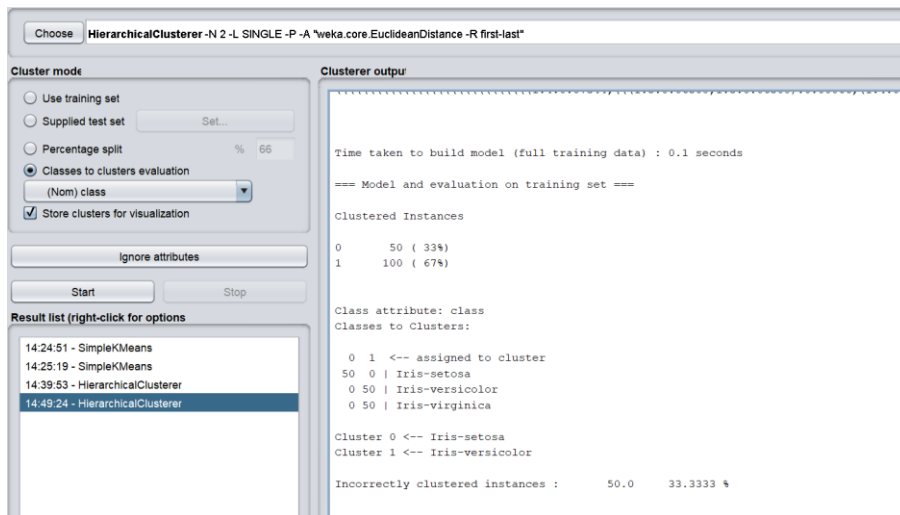 Choose HierarchicalClusterer -N 2 -L SINGLE -P -A "weka.core.EuclideanDistance -R first-last"
Cluster mode
Use training set
Supplied test set Set...
Percentage split % 66
Classes to clusters evaluation
(Nom) class
Store clusters for visualization
Ignore attributes
Start Stop
Result list (right-click for options
14:24:51 - SimpleKMeans
14:25:19 - SimpleKMeans
14:39:53 - HierarchicalClusterer
14:49:24 - HierarchicalClusterer
Clusterer output
Time taken to build model (full training data) : 0.1 seconds
=== Model and evaluation on training set ===
Clustered Instances
0 50 ( 33%)
1 100 ( 67%)
Class attribute: class
Classes to Clusters:
0 1 <-- assigned to cluster
50 0 | Iris-setosa
0 50 | Iris-versicolor
0 50 | Iris-virginica
Cluster 0 <-- Iris-setosa
Cluster 1 <-- Iris-versicolor
Incorrectly clustered instances : 50.0 33.3333 %